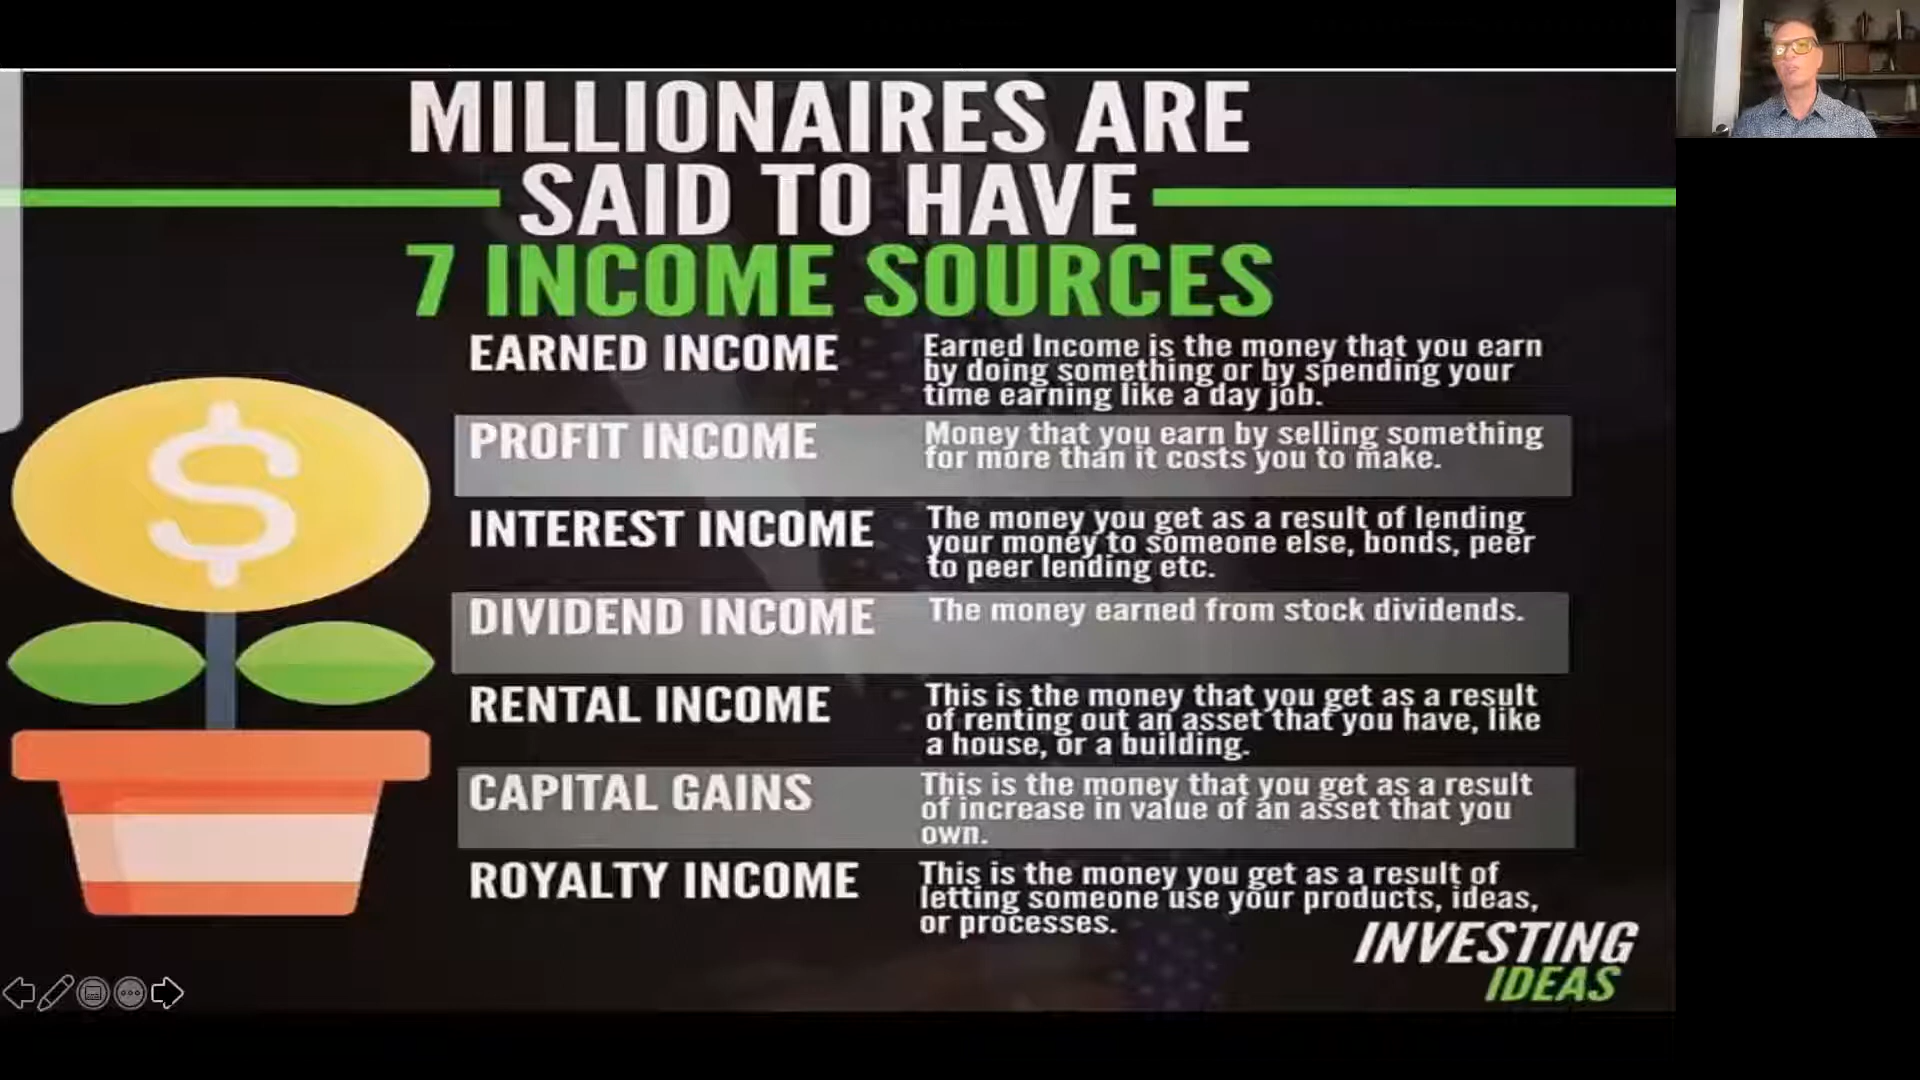 MILLIONAIRES ARE
SAID TO HAVE
7 INCOME SOURCES
EARNED INCOME
Earned Income is the money that you earn
by doing something or by spending your
time earning like a day job.
PROFIT INCOME
Money that you earn by selling something
for more than it costs you to make.
INTEREST INCOME
The money you get as a result of lending
your money to someone else, bonds, peer
to peer lending etc.
DIVIDEND INCOME
The money earned from stock dividends.
RENTAL INCOME
This is the money that you get as a result
of renting out an asset that you have, like
a house, or a building.
CAPITAL GAINS
This is the money that you get as a result
of increase in value of an asset that you
own.
ROYALTY INCOME
This is the money you get as a result of
letting someone use your products, ideas,
or processes.
INVESTING
IDEAS
$